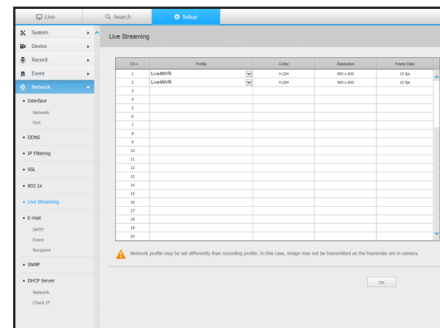 Live
Search
Setup
System
Device
Record
Event
Network
• Interface
Network
Port
• DDNS
• IP Filtering
• SSL
• 802.1x
• Live Streaming
• E-mail
SMTP
Event
Recipient
• SNMP
• DHCP Server
Network
Check IP
Live Streaming
CH Profile Codec Resolution Frame Rate
1 Live4NVR H.264 800 x 600 10 fps
2 Live4NVR H.264 800 x 600 10 fps
3
4
5
6
7
8
9
10
11
12
13
14
15
16
17
18
19
20
Network profile may be set differently than recording profile. In this case, image may not be transmitted as the framerate set in camera.
OK